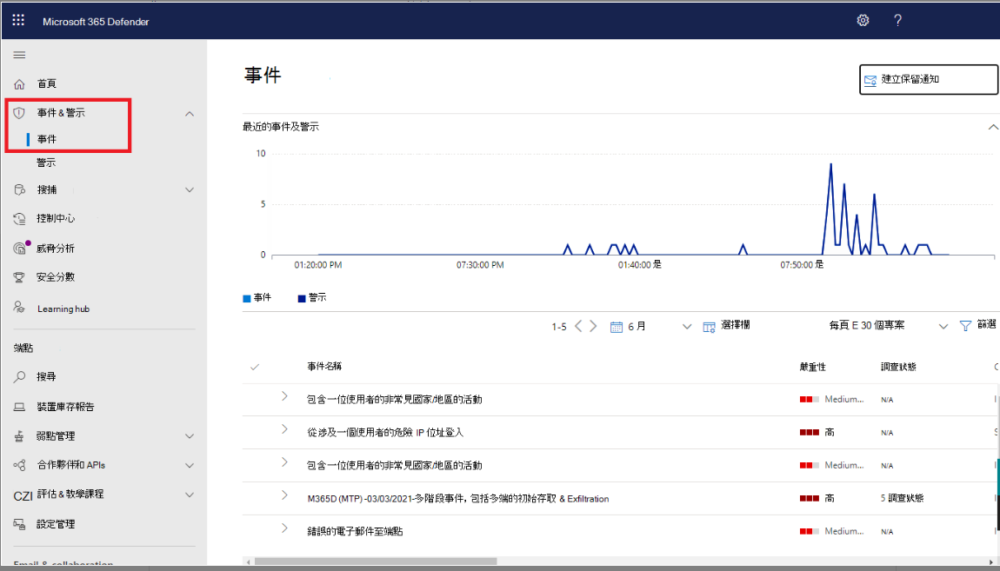 Microsoft 365 Defender
?
首頁
事件 & 警示
事件
警示
搜捕
控制中心
威脅分析
安全分數
Learning hub
端點
搜尋
裝置庫存報告
弱點管理
合作夥伴和 APIs
CZI 評估 & 教學課程
設定管理
Email & collaboration
事件
建立保留通知
最近的事件及警示
10
5
0
01:20:00 PM 07:30:00 PM 01:40:00 是 07:50:00 是
事件 警示
1-5 6 月 選擇欄 每頁 E 30 個專案 篩選
事件名稱 嚴重性 調查狀態
包含一位使用者的非常見國家/地區的活動 Medium... N/A
從涉及一個使用者的危險 IP 位址登入 高 N/A
包含一位使用者的非常見國家/地區的活動 Medium... N/A
M365D (MTP) -03/03/2021-多階段事件, 包括多端的初始存取 & Exfiltration 高 5 調查狀態
錯誤的電子郵件至端點 Medium... N/A